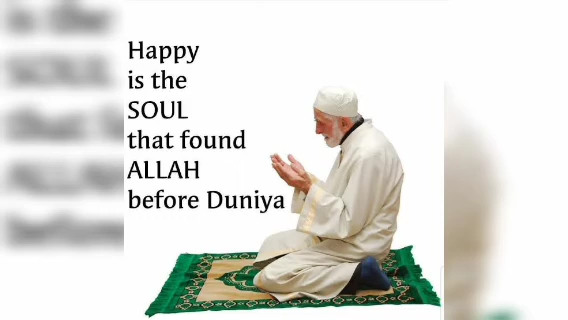 Happy
is the
SOUL
that found
ALLAH
before Duniya